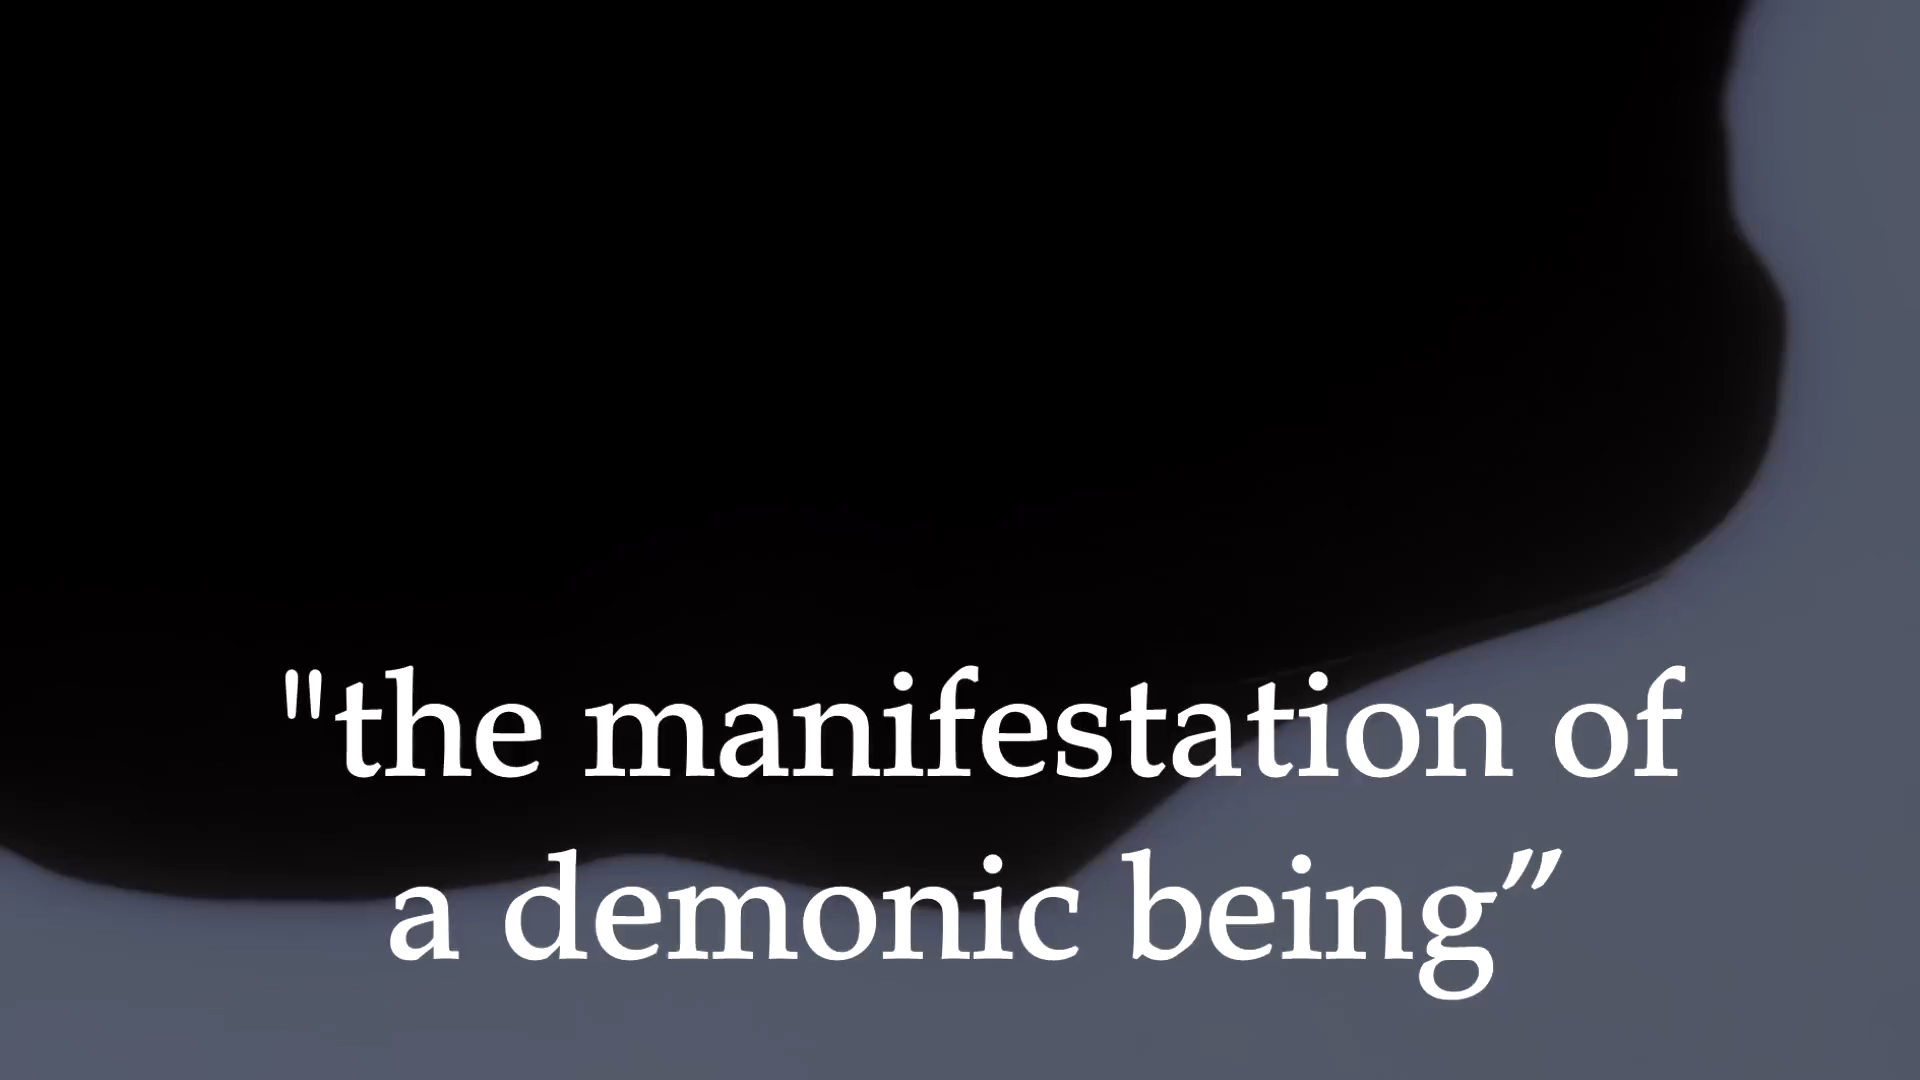 "the manifestation of
a demonic being”